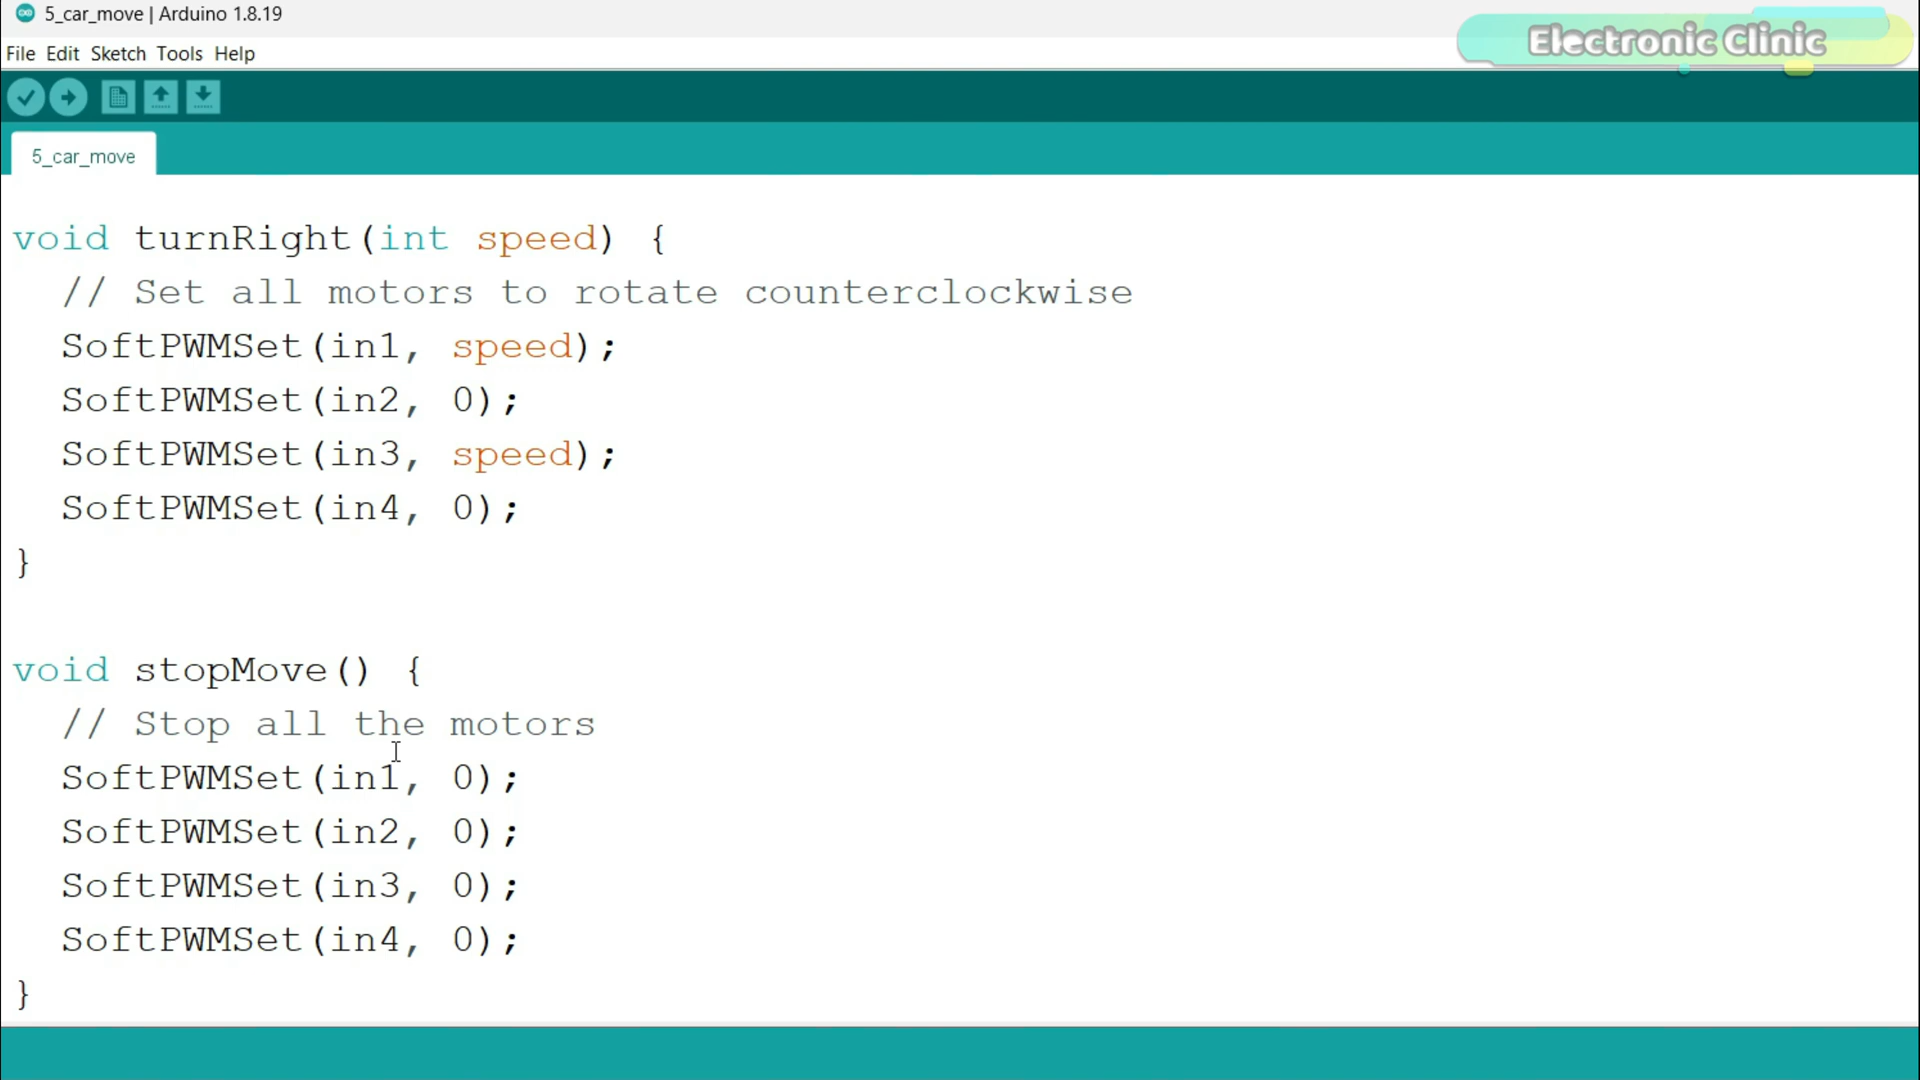 5_car_move | Arduino 1.8.19
File Edit Sketch Tools Help
Electronic Clinic
5_car_move
void turnRight(int speed) {
  // Set all motors to rotate counterclockwise
  SoftPWMSet(in1, speed);
  SoftPWMSet(in2, 0);
  SoftPWMSet(in3, speed);
  SoftPWMSet(in4, 0);
}
void stopMove() {
  // Stop all the motors
  SoftPWMSet(in1, 0);
  SoftPWMSet(in2, 0);
  SoftPWMSet(in3, 0);
  SoftPWMSet(in4, 0);
}